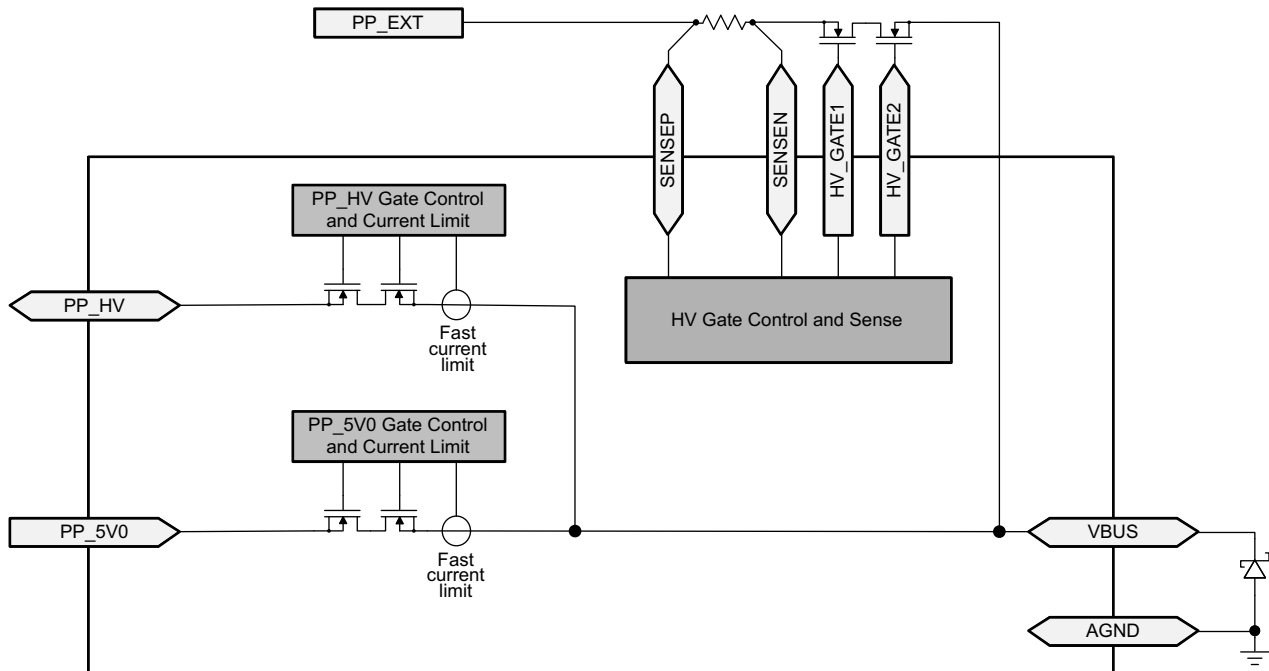 PP_EXT
SENSEP
SENSEN
HV_GATE1
HV_GATE2
PP_HV Gate Control
and Current Limit
PP_HV
Fast
current
limit
HV Gate Control and Sense
PP_5V0 Gate Control
and Current Limit
PP_5V0
Fast
current
limit
VBUS
AGND